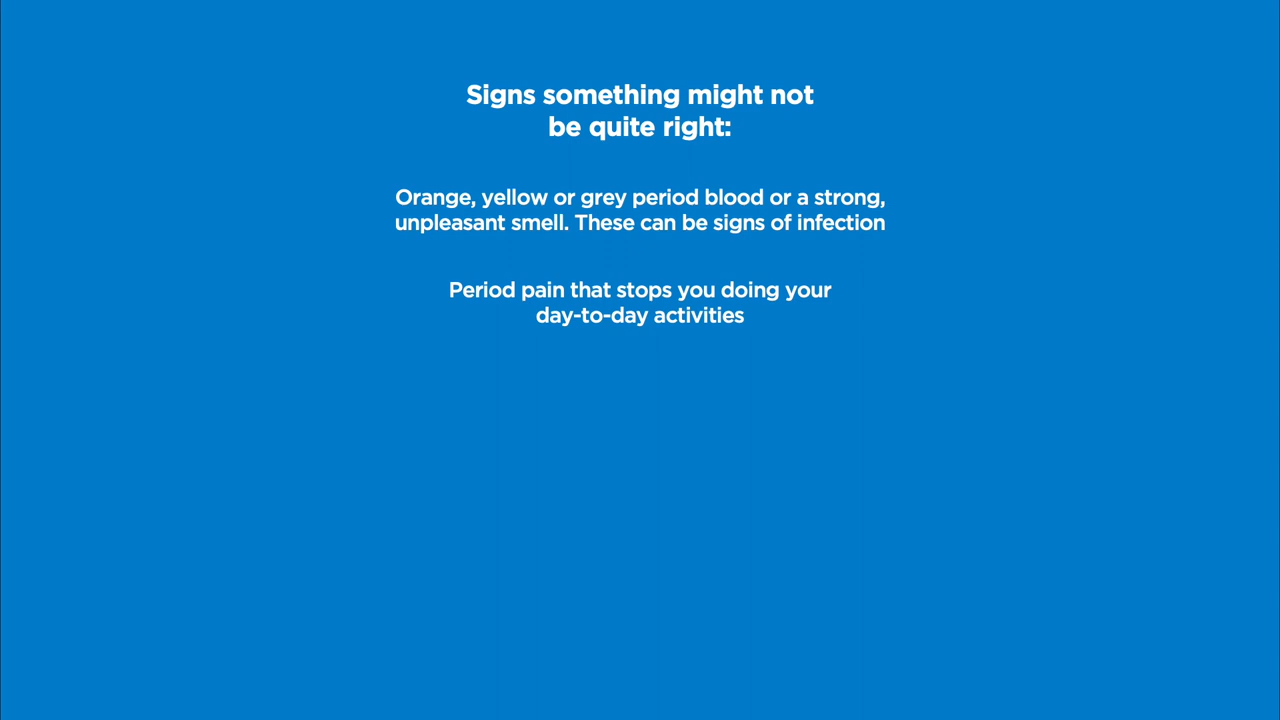 Signs something might not
be quite right:
Orange, yellow or grey period blood or a strong,
unpleasant smell. These can be signs of infection
Period pain that stops you doing your
day-to-day activities